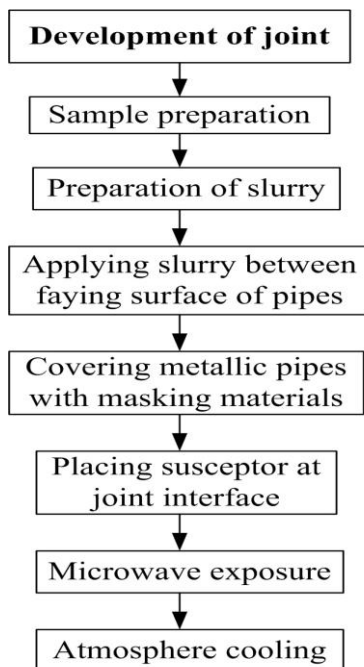 Development of joint
Sample preparation
Preparation of slurry
Applying slurry between
faying surface of pipes
Covering metallic pipes
with masking materials
Placing susceptor at
joint interface
Microwave exposure
Atmosphere cooling